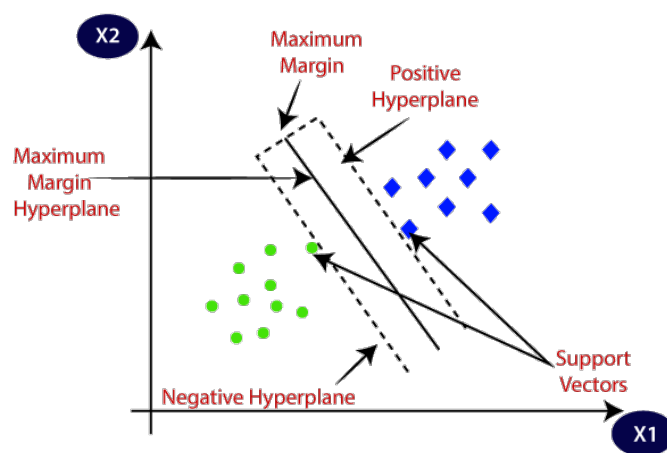 X2
Maximum
Margin
Positive
Hyperplane
Maximum
Margin
Hyperplane
Support
Vectors
Negative Hyperplane
X1